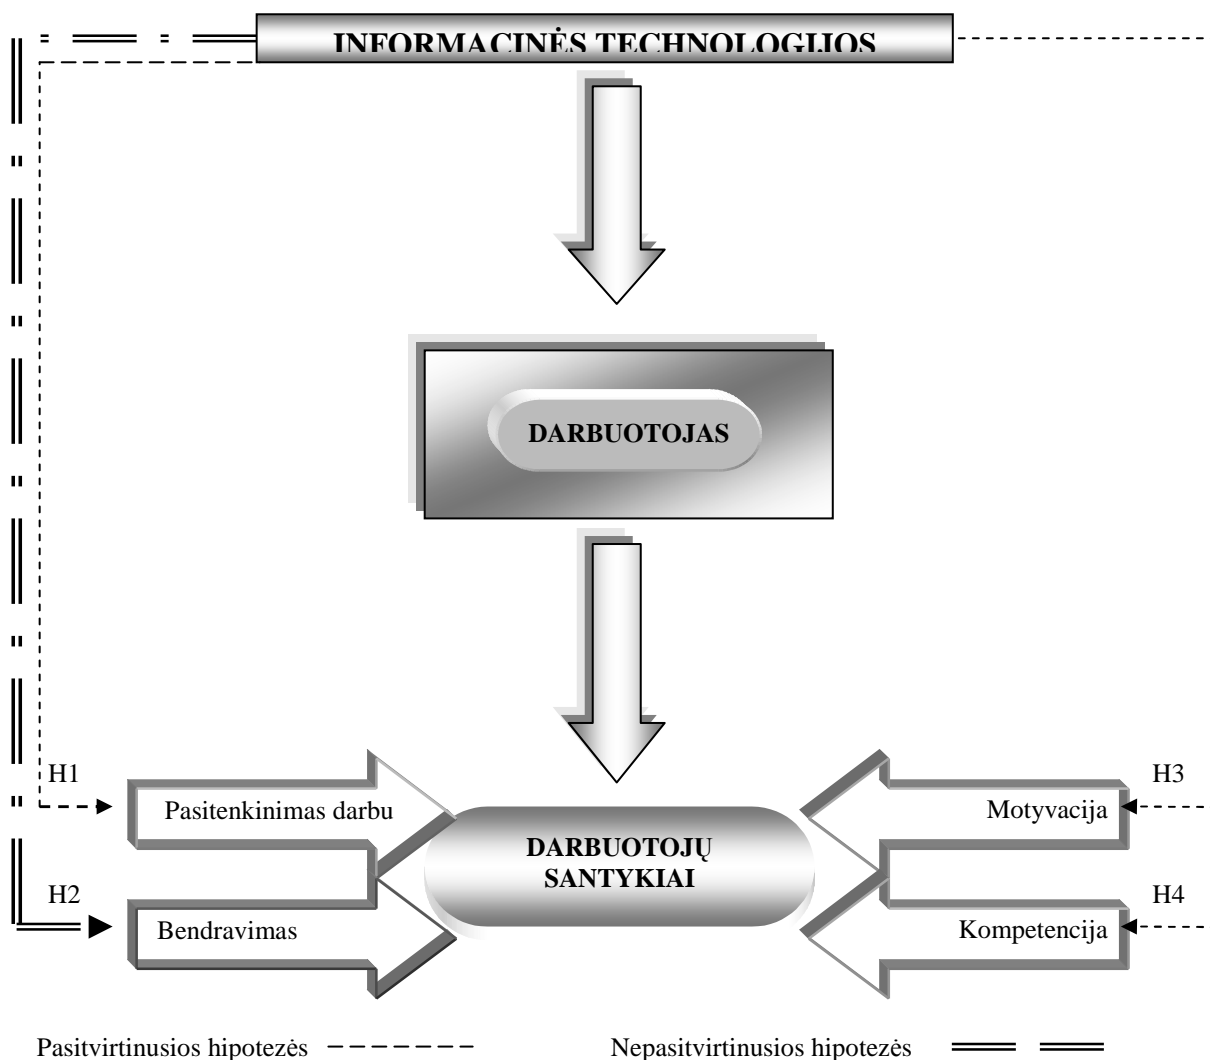 INFORMACINĖS TECHNOLOGIJOS
DARBUOTOJAS
H1
Pasitenkinimas darbu
H2
Bendravimas
DARBUOTOJŲ
SANTYKIAI
H3
Motyvacija
H4
Kompetencija
Pasitvirtinusios hipotezės
Nepasitvirtinusios hipotezės